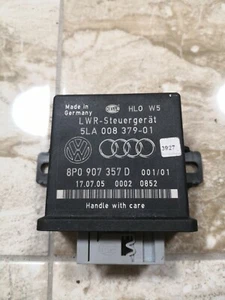 Made in
Germany
HLO W5
LWR-Steuergerät
5LA 008 379-01
3927
8P0 907 357 D 001/01
17.07.05 0002 0852
Handle with care